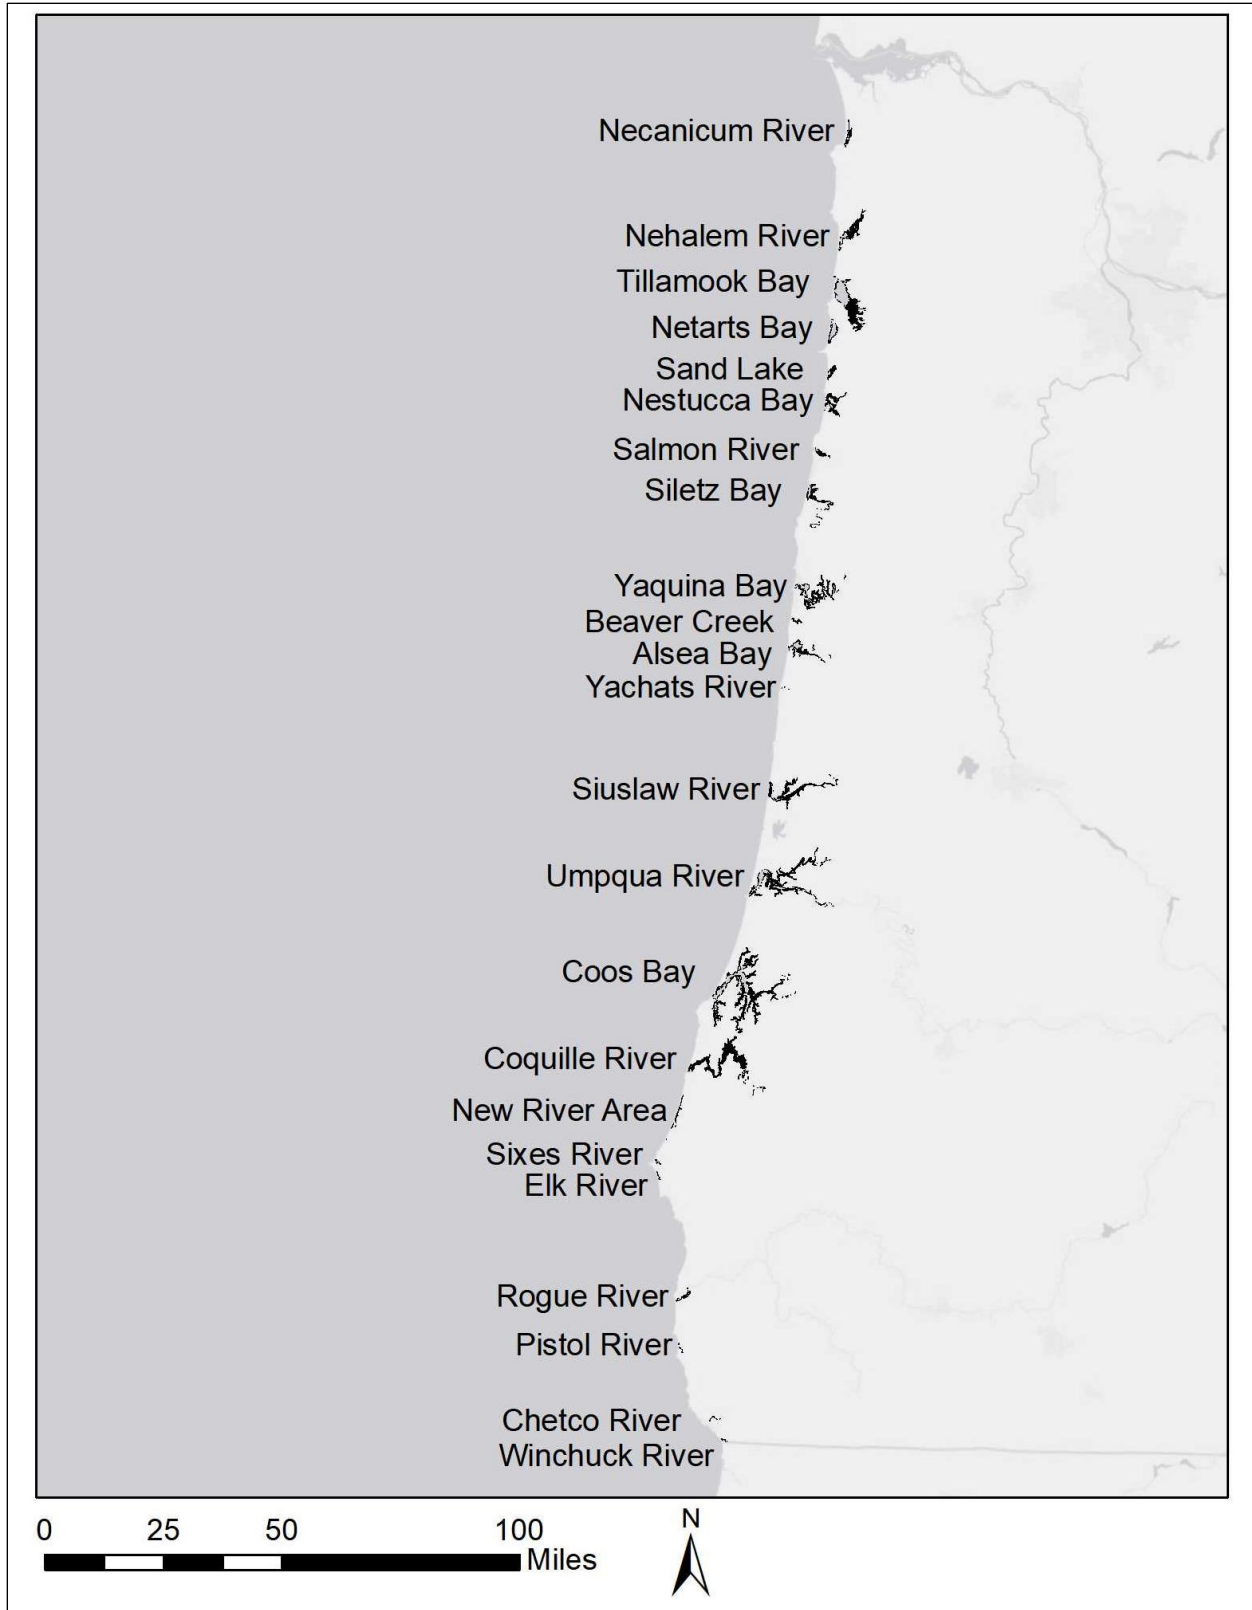 Necanicum River
Nehalem River
Tillamook Bay
Netarts Bay
Sand Lake
Nestucca Bay
Salmon River
Siletz Bay
Yaquina Bay
Beaver Creek
Alsea Bay
Yachats River
Siuslaw River
Umpqua River
Coos Bay
Coquille River
New River Area
Sixes River
Elk River
Rogue River
Pistol River
Chetco River
Winchuck River
0 25 50 100
Miles
N